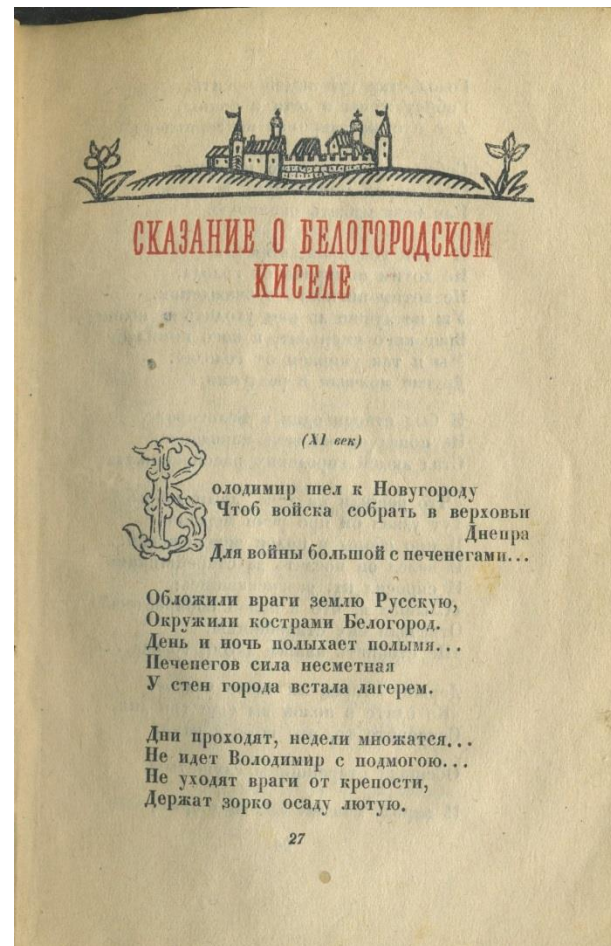 СКАЗАНИЕ О БЕЛОГОРОДСКОМ
КИСЕЛЕ
(XI век)
Володимир шел к Новугороду
Чтоб войска собрать в верховьи
Днепра
Для войны большой с печенегами...
Обложили враги землю Русскую,
Окружили кострами Белогород.
День и ночь полыхает полымя...
Печенегов сила несметная
У стен города встала лагерем.
Дни проходят, недели множатся...
Не идет Володимир с подмогою...
Не уходят враги от крепости,
Держат зорко осаду лютую.
27